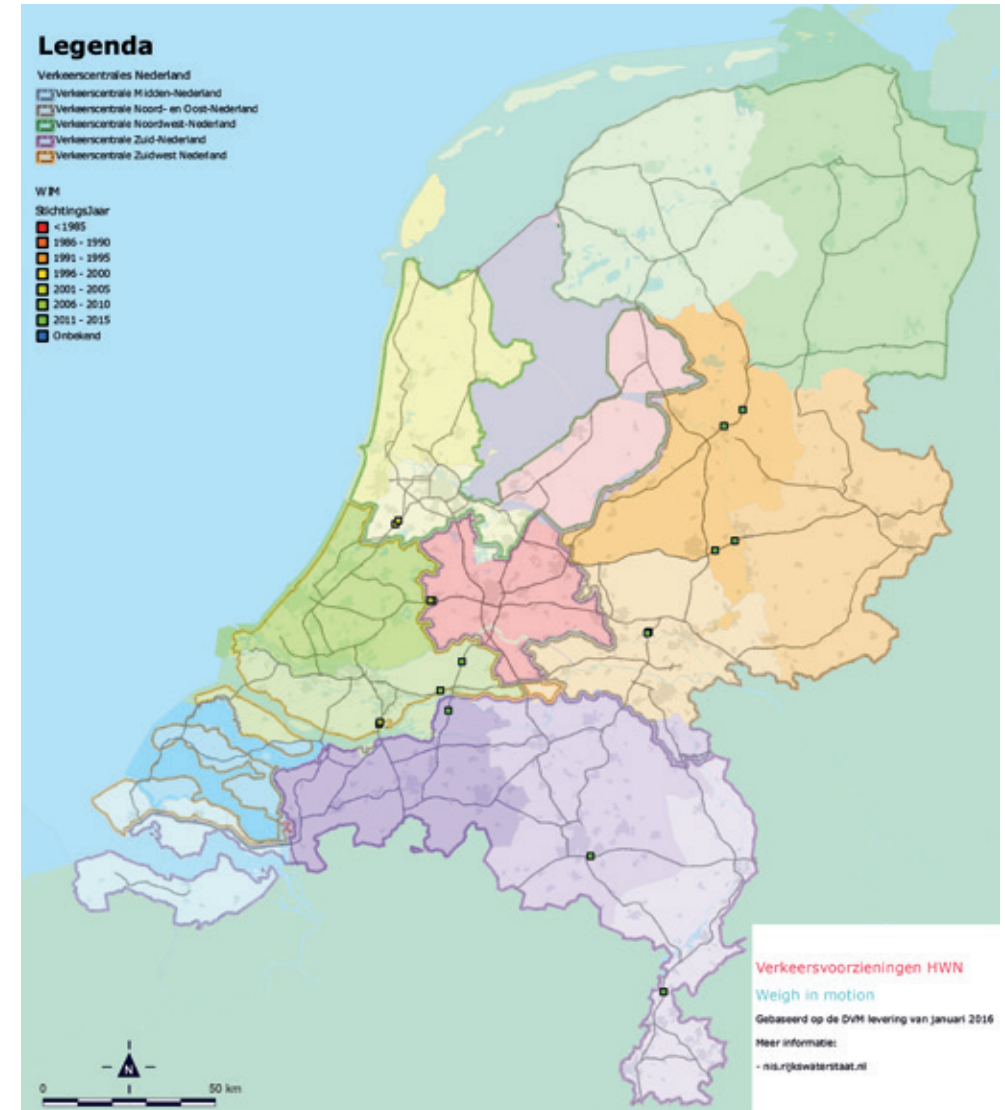 Legenda
Verkeerscentrales Nederland
Verkeerscentrale Midden-Nederland
Verkeerscentrale Noord- en Oost-Nederland
Verkeerscentrale Noordwest-Nederland
Verkeerscentrale Zuid-Nederland
Verkeerscentrale Zuidwest Nederland
WIM
StichtingsJaar
<1985
1986 - 1990
1991 - 1995
1996 - 2000
2001 - 2005
2006 - 2010
2011 - 2015
Onbekend
Verkeersvoorzieningen HWN
Weigh in motion
Gebaseerd op de DVM levering van januari 2016
Meer informatie:
- nis.rijkswaterstaat.nl
N
0 50 km